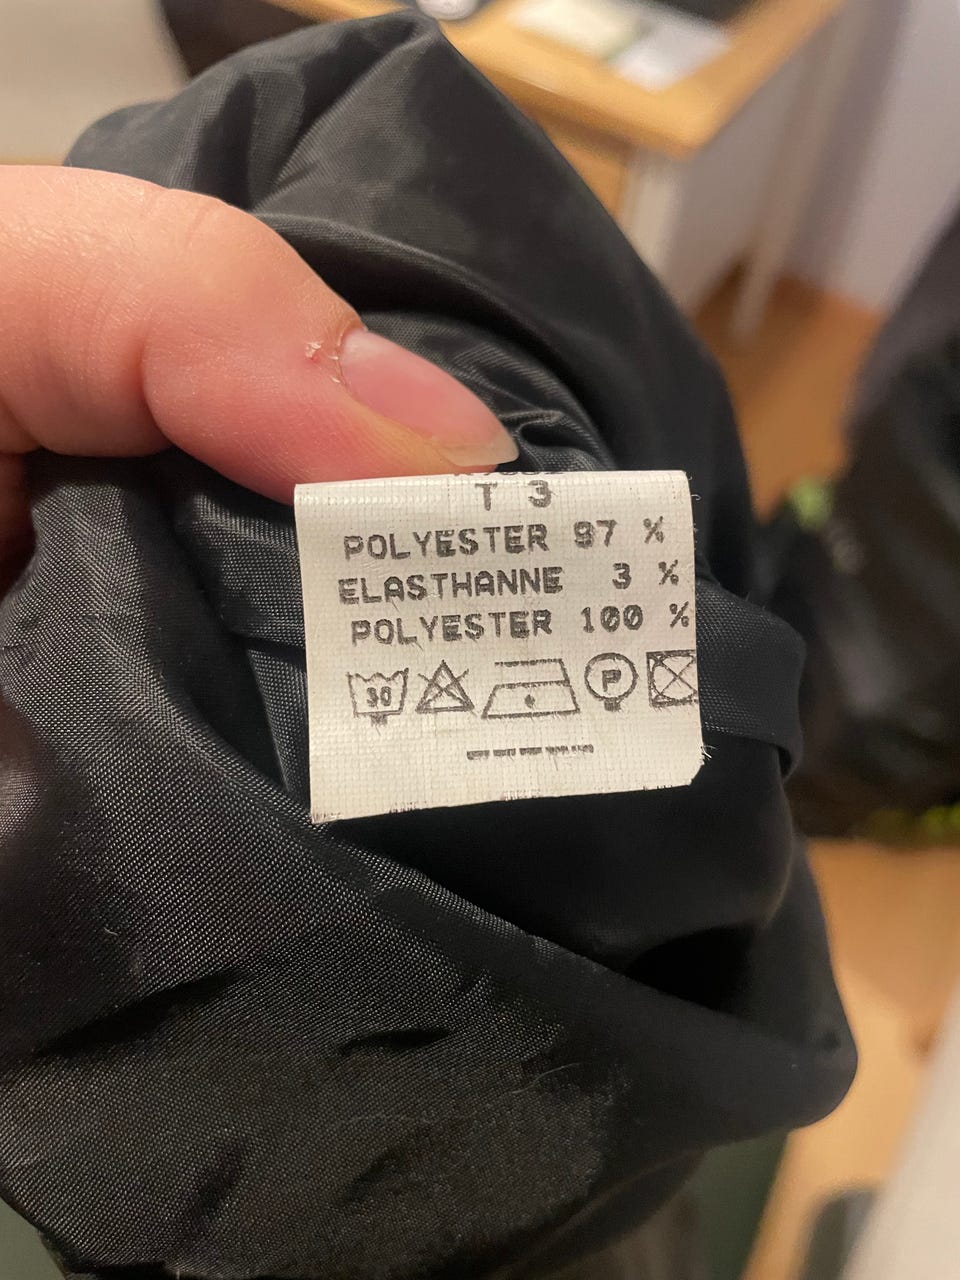 T 3
POLYESTER 97 %
ELASTHANNE 3 %
POLYESTER 100 %
30 P